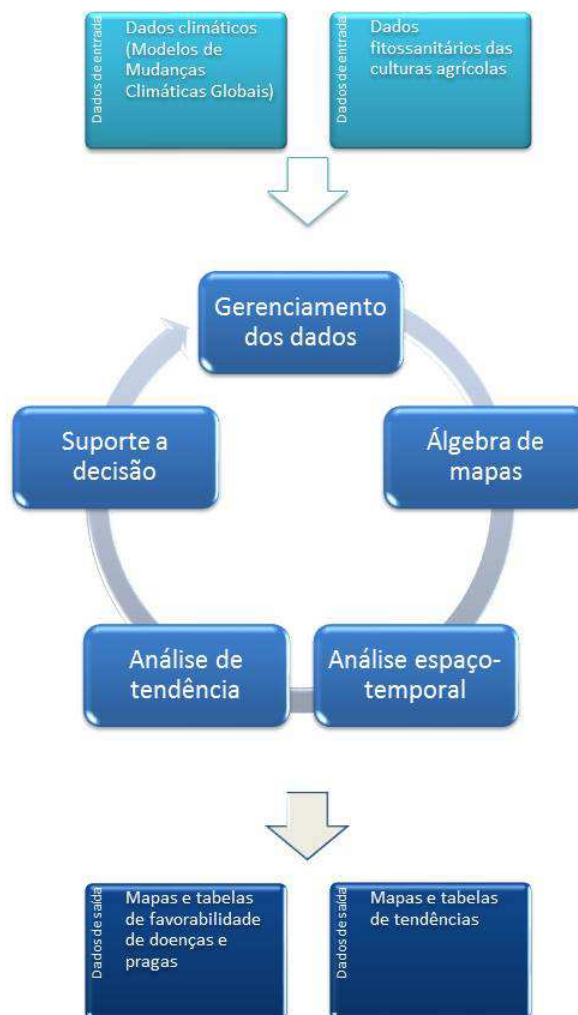 Dados de entrada
Dados climáticos
(Modelos de
Mudanças
Climáticas Globais)
Dados de entrada
Dados
fitossanitários das
culturas agrícolas
Gerenciamento
dos dados
Suporte a
decisão
Álgebra de
mapas
Análise de
tendência
Análise espaço-
temporal
Dados de saída
Mapas e tabelas
de favorabilidade
de doenças e
pragas
Dados de saída
Mapas e tabelas
de tendências